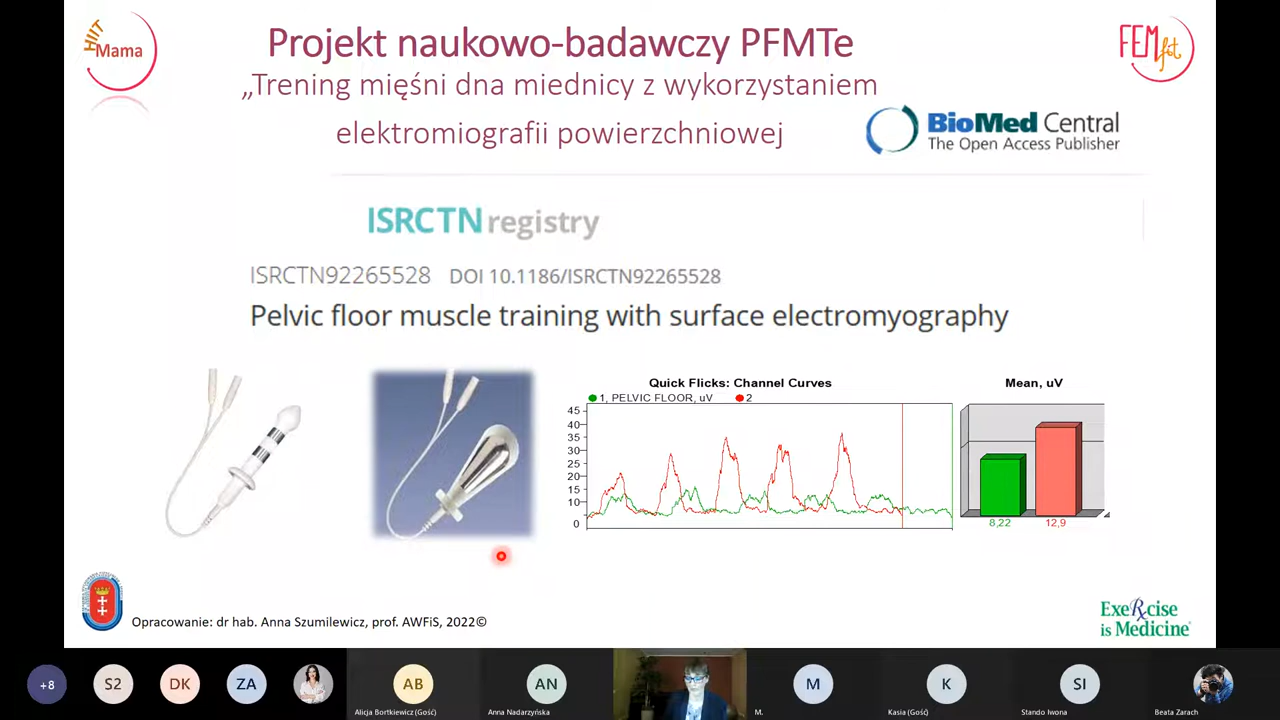 HIIT
Mama
Projekt naukowo-badawczy PFMTe
„Trening mięśni dna miednicy z wykorzystaniem
elektromiografii powierzchniowej
FEM fit
BioMed Central
The Open Access Publisher
ISRCTN registry
ISRCTN92265528 DOI 10.1186/ISRCTN92265528
Pelvic floor muscle training with surface electromyography
Quick Flicks: Channel Curves
1, PELVIC FLOOR, uV 2
45
40
35
30
25
20
15
10
0
Mean, uV
8,22 12,9
Opracowanie: dr hab. Anna Szumilewicz, prof. AWFiS, 2022©
ExeRcise
is Medicine®
+8 S2 DK ZA AB AN M K SI
Alicja Bortkiewicz (Gość) Anna Nadarzyńska M. Kasia (Gość) Stando Iwona Beata Zarach